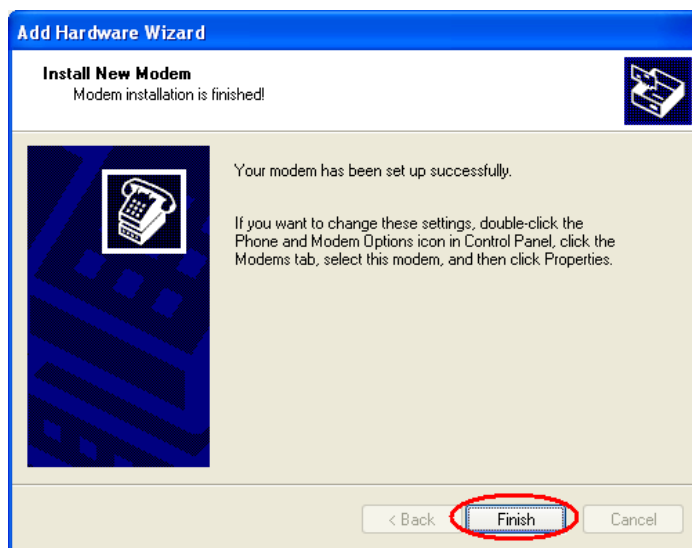 Add Hardware Wizard
Install New Modem
Modem installation is finished!
Your modem has been set up successfully.
If you want to change these settings, double-click the
Phone and Modem Options icon in Control Panel, click the
Modems tab, select this modem, and then click Properties.
< Back Finish Cancel